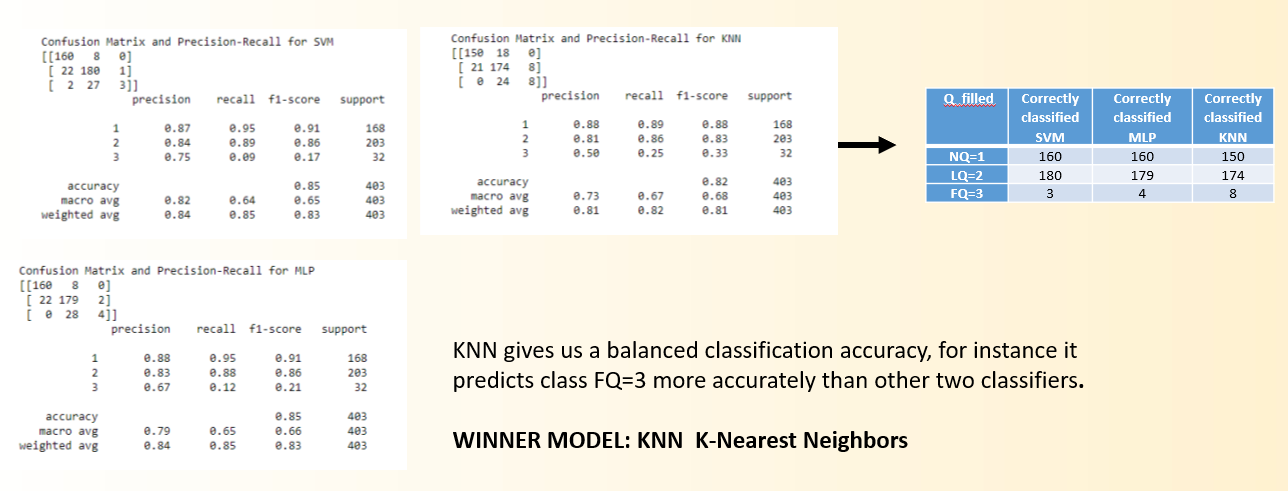 Confusion Matrix and Precision-Recall for SVM
[[160 8 0]
[ 22 180 1]
[ 2 27 3]]
precision recall f1-score support
1 0.87 0.95 0.91 168
2 0.84 0.89 0.86 203
3 0.75 0.09 0.17 32
accuracy 0.85 403
macro avg 0.82 0.64 0.65 403
weighted avg 0.84 0.85 0.83 403
Confusion Matrix and Precision-Recall for KNN
[[150 18 0]
[ 21 174 8]
[ 0 24 8]]
precision recall f1-score support
1 0.88 0.89 0.88 168
2 0.81 0.86 0.83 203
3 0.50 0.25 0.33 32
accuracy 0.82 403
macro avg 0.73 0.67 0.68 403
weighted avg 0.81 0.82 0.81 403
Q_filled Correctly classified SVM Correctly classified MLP Correctly classified KNN
NQ=1 160 160 150
LQ=2 180 179 174
FQ=3 3 4 8
Confusion Matrix and Precision-Recall for MLP
[[160 8 0]
[ 22 179 2]
[ 0 28 4]]
precision recall f1-score support
1 0.88 0.95 0.91 168
2 0.83 0.88 0.86 203
3 0.67 0.12 0.21 32
accuracy 0.85 403
macro avg 0.79 0.65 0.66 403
weighted avg 0.84 0.85 0.83 403
KNN gives us a balanced classification accuracy, for instance it
predicts class FQ=3 more accurately than other two classifiers.
WINNER MODEL: KNN K-Nearest Neighbors